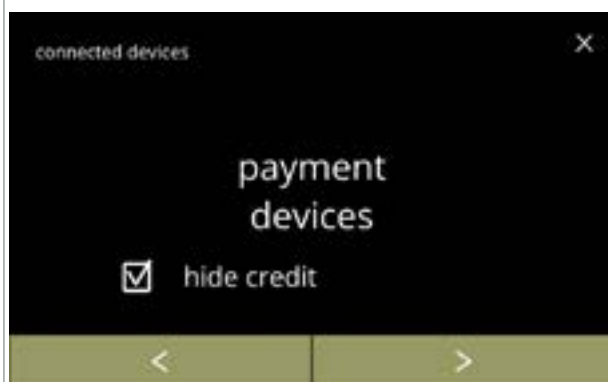 connected devices
×
payment
devices
hide credit
< >